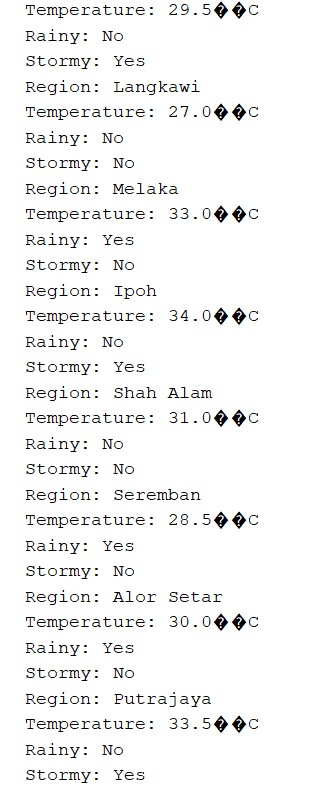 Temperature: 29.5��C
Rainy: No
Stormy: Yes
Region: Langkawi
Temperature: 27.0��C
Rainy: No
Stormy: No
Region: Melaka
Temperature: 33.0��C
Rainy: Yes
Stormy: No
Region: Ipoh
Temperature: 34.0��C
Rainy: No
Stormy: Yes
Region: Shah Alam
Temperature: 31.0��C
Rainy: No
Stormy: No
Region: Seremban
Temperature: 28.5��C
Rainy: Yes
Stormy: No
Region: Alor Setar
Temperature: 30.0��C
Rainy: Yes
Stormy: No
Region: Putrajaya
Temperature: 33.5��C
Rainy: No
Stormy: Yes